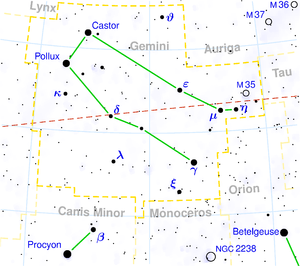 Lynx
M 36
M 37
ϑ
Castor
Gemini
Auriga
Pollux
Tau
κ
ε
M 35
δ
μ
η
λ
γ
ξ
Orion
Canis Minor
Monoceros
Betelgeuse
β
Procyon
NGC 2238